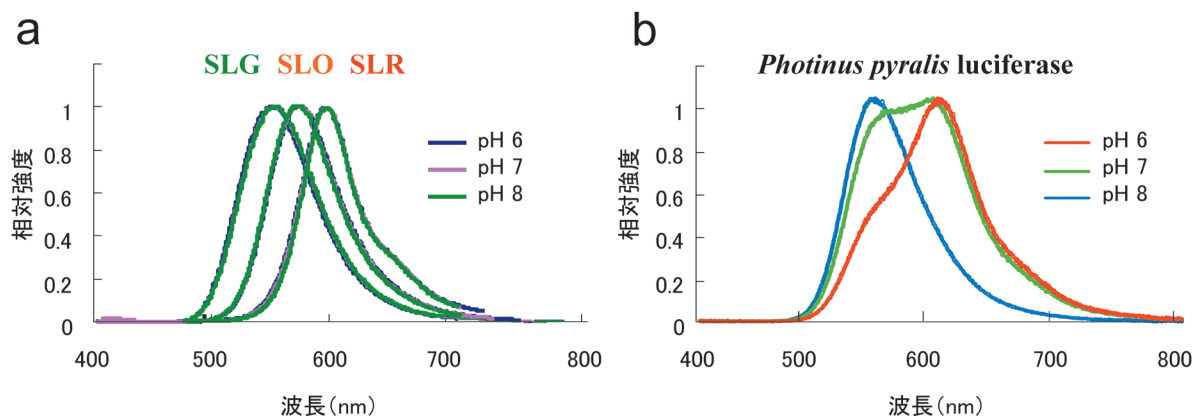 a
SLG SLO SLR
1
0.8
0.6
0.4
0.2
0
相対強度
400 500 600 700 800
波長(nm)
pH 6
pH 7
pH 8
b
Photinus pyralis luciferase
1
0.8
0.6
0.4
0.2
0
相対強度
400 500 600 700 800
波長(nm)
pH 6
pH 7
pH 8